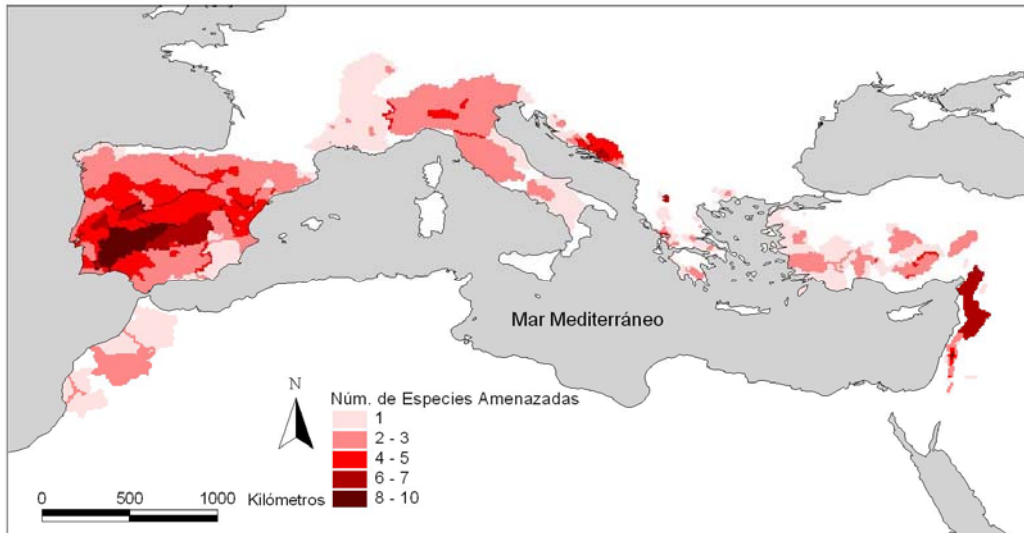 Mar Mediterráneo
N
Núm. de Especies Amenazadas
1
2 - 3
4 - 5
6 - 7
8 - 10
0 500 1000 Kilómetros